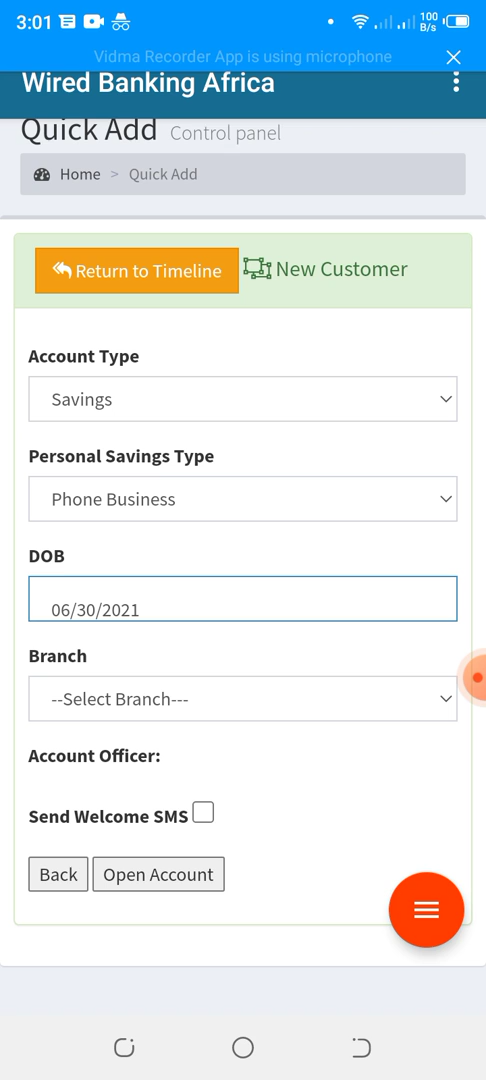 3:01
100
B/s
Vidma Recorder App is using microphone
Wired Banking Africa
Quick Add Control panel
Home > Quick Add
Return to Timeline New Customer
Account Type
Savings
Personal Savings Type
Phone Business
DOB
06/30/2021
Branch
--Select Branch---
Account Officer:
Send Welcome SMS
Back Open Account